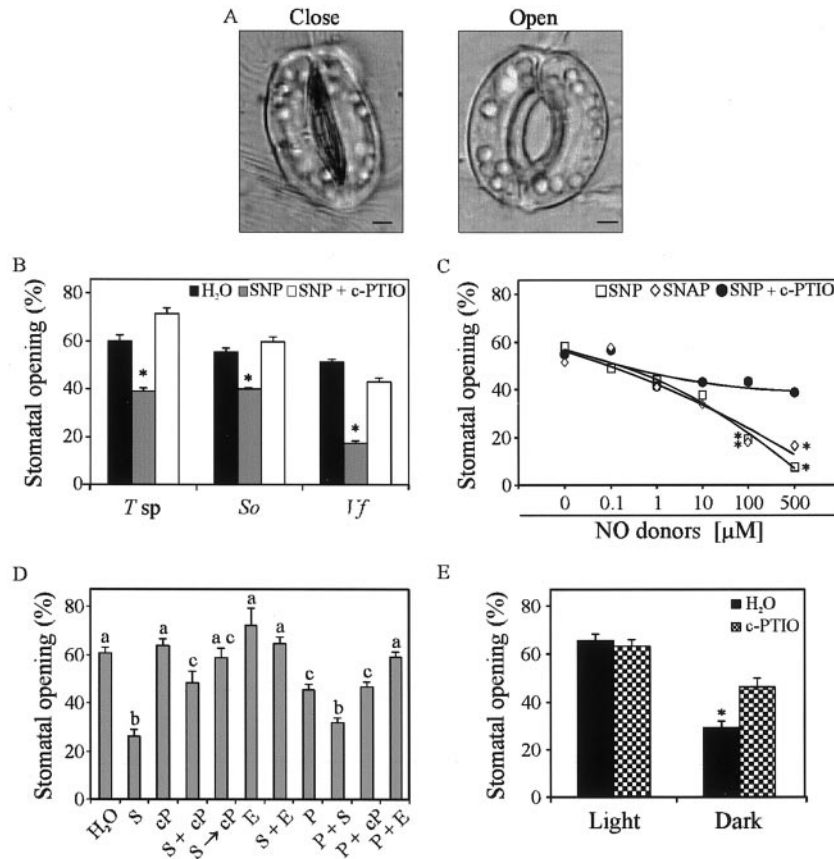 A
Close Open
B
H₂O SNP SNP + c-PTIO
Stomatal opening (%)
80
60
40
20
0
*
*
*
T sp So Vf
C
SNP SNAP SNP + c-PTIO
Stomatal opening (%)
80
60
40
20
0
*
*
*
*
0 0.1 1 10 100 500
NO donors [µM]
D
Stomatal opening (%)
80
60
40
20
0
a b a c a c a a c b c a
H₂O S cP S + cP S → cP E S + E P P + S P + cP P + E
E
H₂O
c-PTIO
Stomatal opening (%)
80
60
40
20
0
*
Light Dark